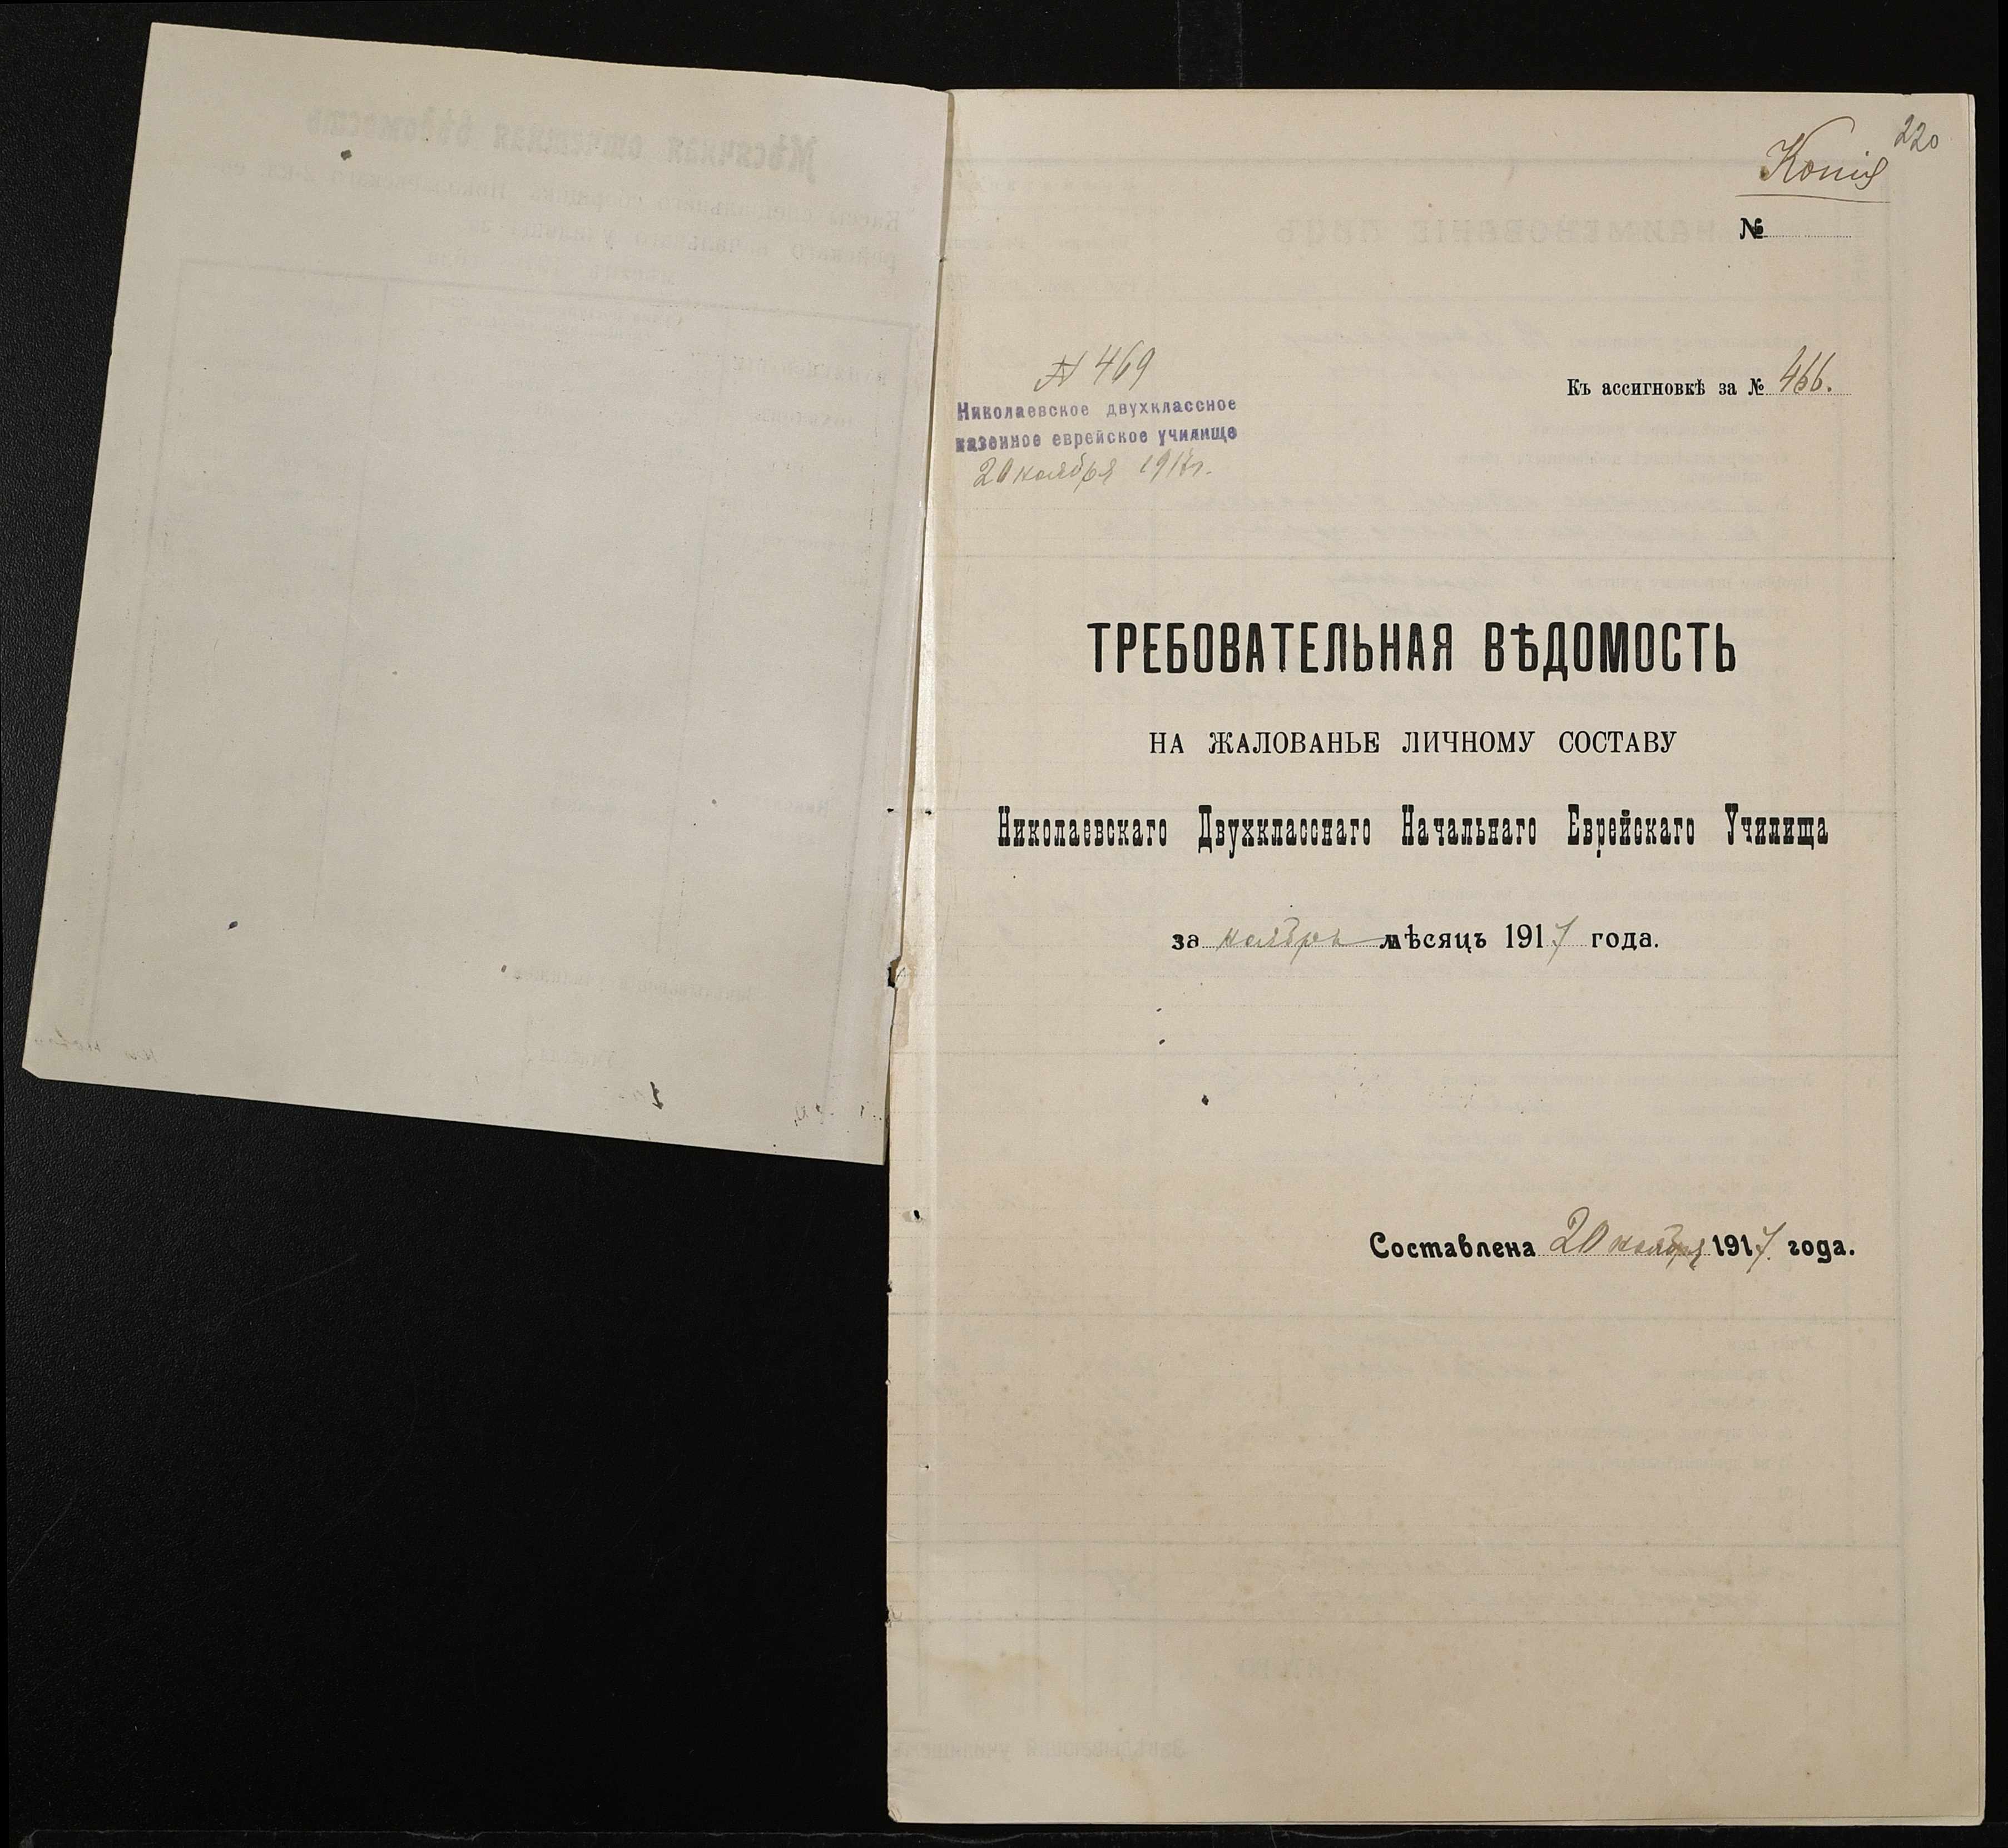 220
Копія
№
№ 469
Къ ассигновкѣ за № 466.
Николаевское двухклассное
казенное еврейское училище
20 ноября 1917 г.
ТРЕБОВАТЕЛЬНАЯ ВѢДОМОСТЬ
НА ЖАЛОВАНЬЕ ЛИЧНОМУ СОСТАВУ
Николаевскаго Двухкласснаго Начальнаго Еврейскаго Училища
за ноябрь мѣсяцъ 1917 года.
Составлена 20 ноября 1917 года.